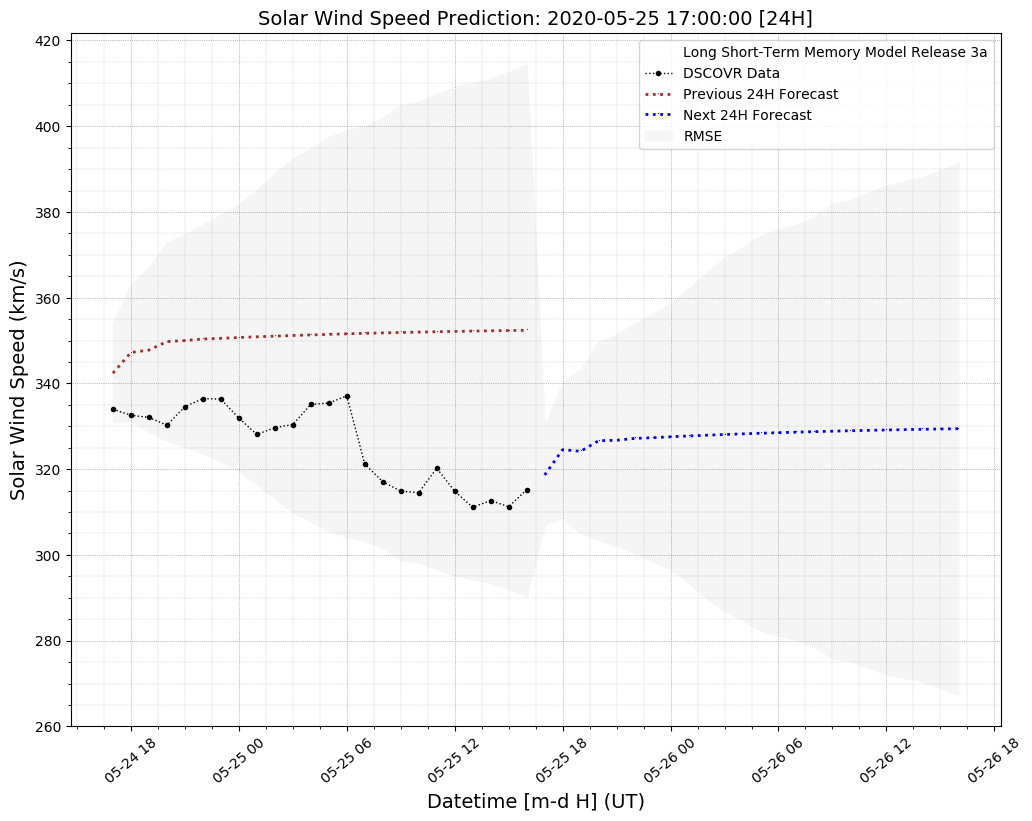 Solar Wind Speed Prediction: 2020-05-25 17:00:00 [24H]
Long Short-Term Memory Model Release 3a
DSCOVR Data
Previous 24H Forecast
Next 24H Forecast
RMSE
Solar Wind Speed (km/s)
420
400
380
360
340
320
300
280
260
05-24 18
05-25 00
05-25 06
05-25 12
05-25 18
05-26 00
05-26 06
05-26 12
05-26 18
Datetime [m-d H] (UT)